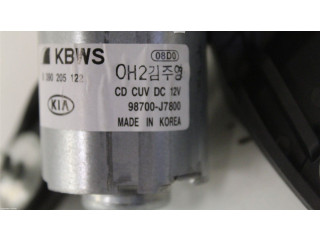 KBWS
08D0
390 205 122
OH2김주영
CD CUV DC 12V
KIA
98700-J7800
MADE IN KOREA